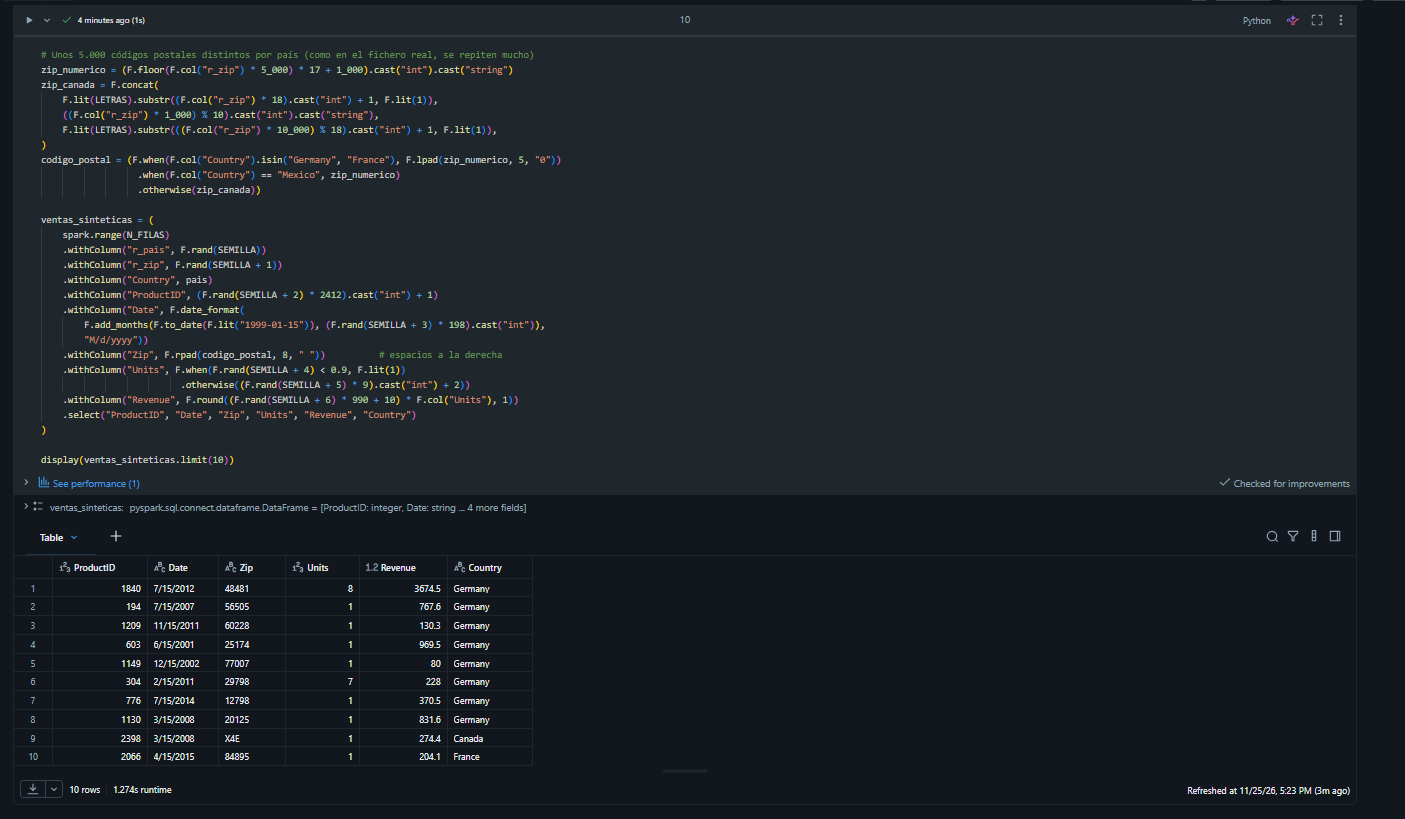 4 minutes ago (1s)
10
Python
# Unos 5.000 códigos postales distintos por país (como en el fichero real, se repiten mucho)
zip_numerico = (F.floor(F.col("r_zip") * 5_000) * 17 + 1_000).cast("int").cast("string")
zip_canada = F.concat(
F.lit(LETRAS).substr((F.col("r_zip") * 18).cast("int") + 1, F.lit(1)),
((F.col("r_zip") * 1_000) % 10).cast("int").cast("string"),
F.lit(LETRAS).substr(((F.col("r_zip") * 10_000) % 18).cast("int") + 1, F.lit(1)),
)
codigo_postal = (F.when(F.col("Country").isin("Germany", "France"), F.lpad(zip_numerico, 5, "0"))
.when(F.col("Country") == "Mexico", zip_numerico)
.otherwise(zip_canada))
ventas_sinteticas = (
spark.range(N_FILAS)
.withColumn("r_pais", F.rand(SEMILLA))
.withColumn("r_zip", F.rand(SEMILLA + 1))
.withColumn("Country", pais)
.withColumn("ProductID", (F.rand(SEMILLA + 2) * 2412).cast("int") + 1)
.withColumn("Date", F.date_format(
F.add_months(F.to_date(F.lit("1999-01-15")), (F.rand(SEMILLA + 3) * 198).cast("int")),
"M/d/yyyy"))
.withColumn("Zip", F.rpad(codigo_postal, 8, " ")) # espacios a la derecha
.withColumn("Units", F.when(F.rand(SEMILLA + 4) < 0.9, F.lit(1))
.otherwise((F.rand(SEMILLA + 5) * 9).cast("int") + 2))
.withColumn("Revenue", F.round((F.rand(SEMILLA + 6) * 990 + 10) * F.col("Units"), 1))
.select("ProductID", "Date", "Zip", "Units", "Revenue", "Country")
)
display(ventas_sinteticas.limit(10))
See performance (1)
Checked for improvements
ventas_sinteticas: pyspark.sql.connect.dataframe.DataFrame = [ProductID: integer, Date: string ... 4 more fields]
Table
ProductID Date Zip Units 1.2 Revenue Country
1 1840 7/15/2012 48481 8 3674.5 Germany
2 194 7/15/2007 56505 1 767.6 Germany
3 1209 11/15/2011 60228 1 130.3 Germany
4 603 6/15/2001 25174 1 969.5 Germany
5 1149 12/15/2002 77007 1 80 Germany
6 304 2/15/2011 29798 7 228 Germany
7 776 7/15/2014 12798 1 370.5 Germany
8 1130 3/15/2008 20125 1 831.6 Germany
9 2398 3/15/2008 X4E 1 274.4 Canada
10 2066 4/15/2015 84895 1 204.1 France
10 rows 1.274s runtime
Refreshed at 11/25/26, 5:23 PM (3m ago)